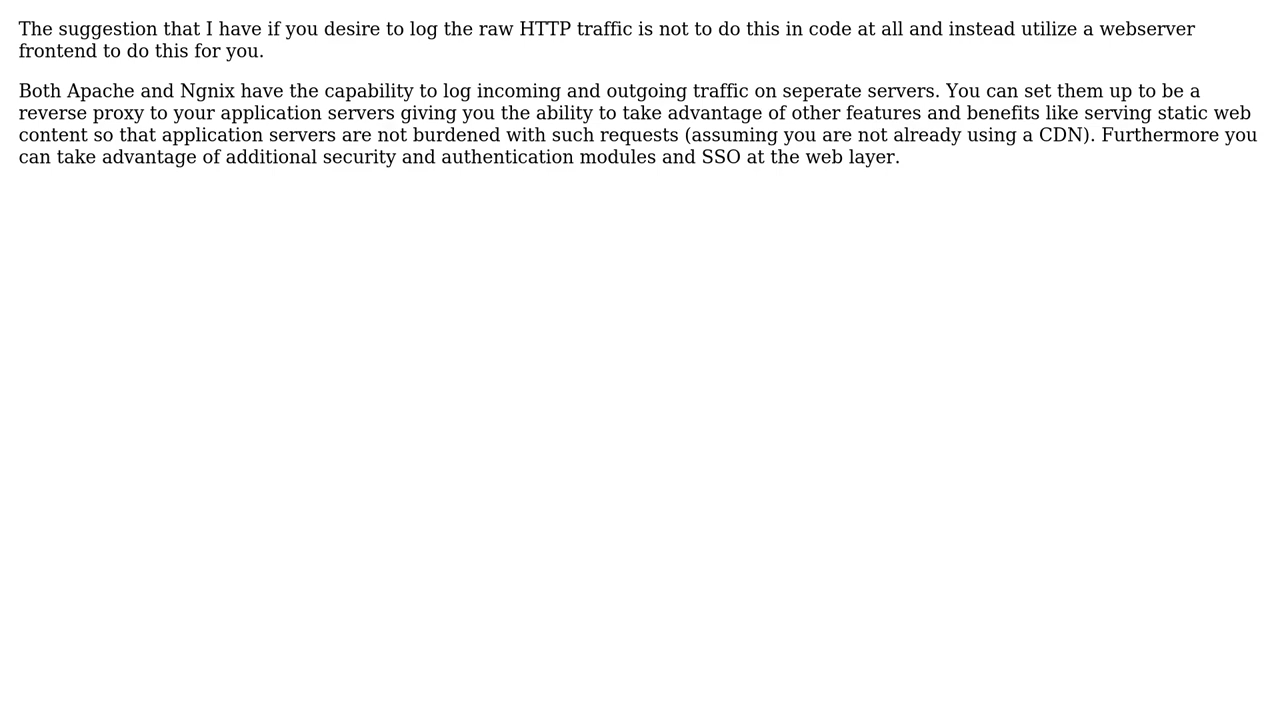 The suggestion that I have if you desire to log the raw HTTP traffic is not to do this in code at all and instead utilize a webserver
frontend to do this for you.
Both Apache and Ngnix have the capability to log incoming and outgoing traffic on seperate servers. You can set them up to be a
reverse proxy to your application servers giving you the ability to take advantage of other features and benefits like serving static web
content so that application servers are not burdened with such requests (assuming you are not already using a CDN). Furthermore you
can take advantage of additional security and authentication modules and SSO at the web layer.